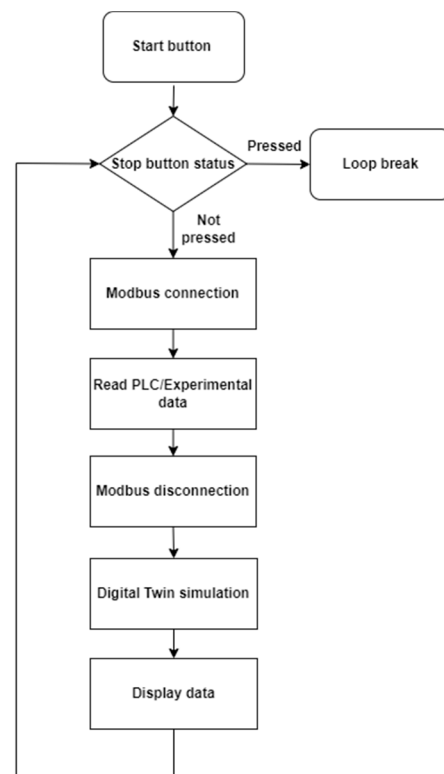 Start button
Pressed
Stop button status
Loop break
Not
pressed
Modbus connection
Read PLC/Experimental
data
Modbus disconnection
Digital Twin simulation
Display data